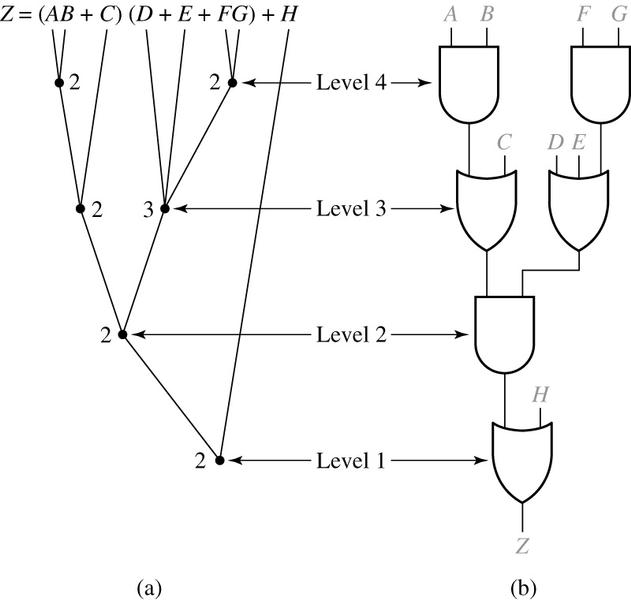 Z = (AB + C) (D + E + FG) + H
A B F G
2 2 Level 4
C D E
2 3 Level 3
2 Level 2
H
2 Level 1
Z
(a) (b)